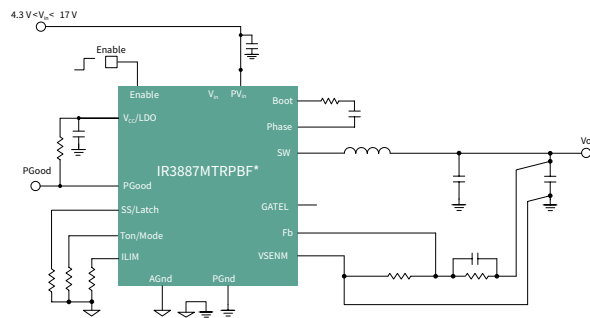 4.3 V<Vin< 17 V
Enable
Enable
Vin
PVin
Boot
VCC/LDO
Phase
SW
Vo
IR3887MTRPBF*
PGood
PGood
SS/Latch
GATEL
Ton/Mode
Fb
ILIM
VSENM
AGnd
PGnd